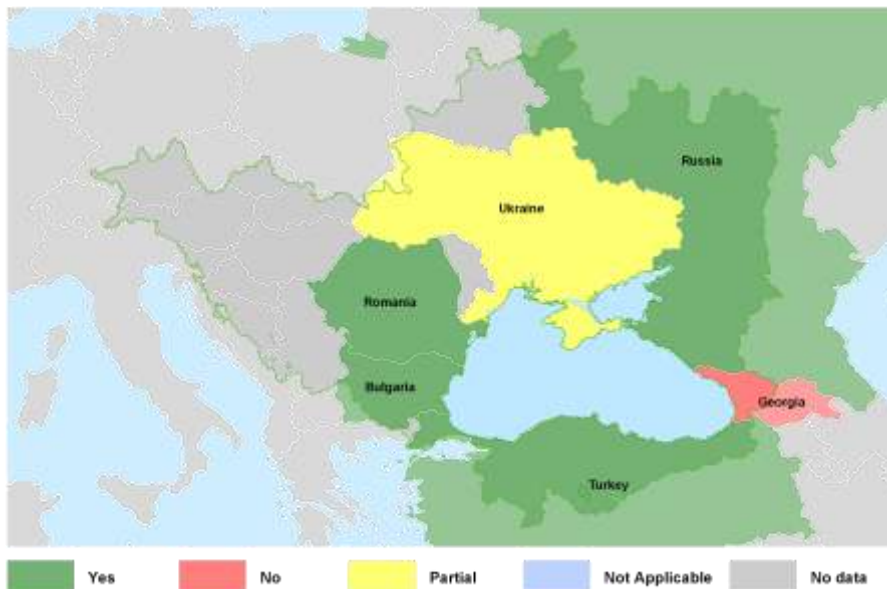 Russia
Ukraine
Romania
Bulgaria
Georgia
Turkey
Yes No Partial Not Applicable No data